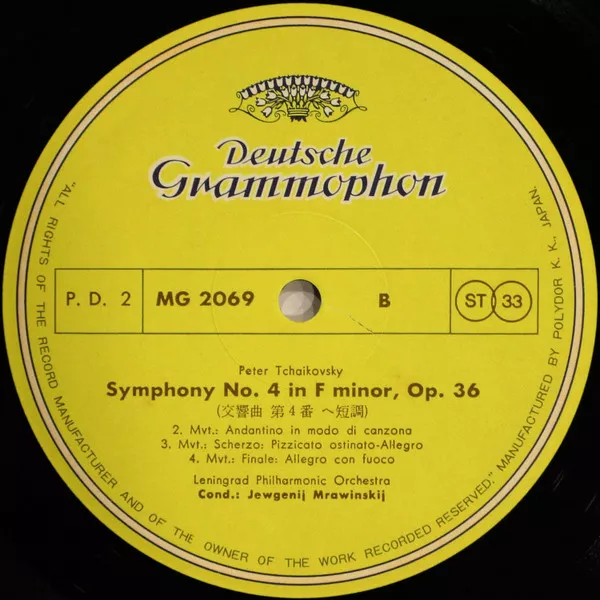 Deutsche
Grammophon
P. D. 2 MG 2069 B ST 33
Peter Tchaikovsky
Symphony No. 4 in F minor, Op. 36
(交響曲 第4番 ヘ短調)
2. Mvt.: Andantino in modo di canzona
3. Mvt.: Scherzo: Pizzicato ostinato-Allegro
4. Mvt.: Finale: Allegro con fuoco
Leningrad Philharmonic Orchestra
Cond.: Jewgenij Mrawinskij
"ALL RIGHTS OF THE RECORD MANUFACTURER AND OF THE OWNER OF THE WORK RECORDED RESERVED," MANUFACTURED BY POLYDOR K. K., JAPAN.